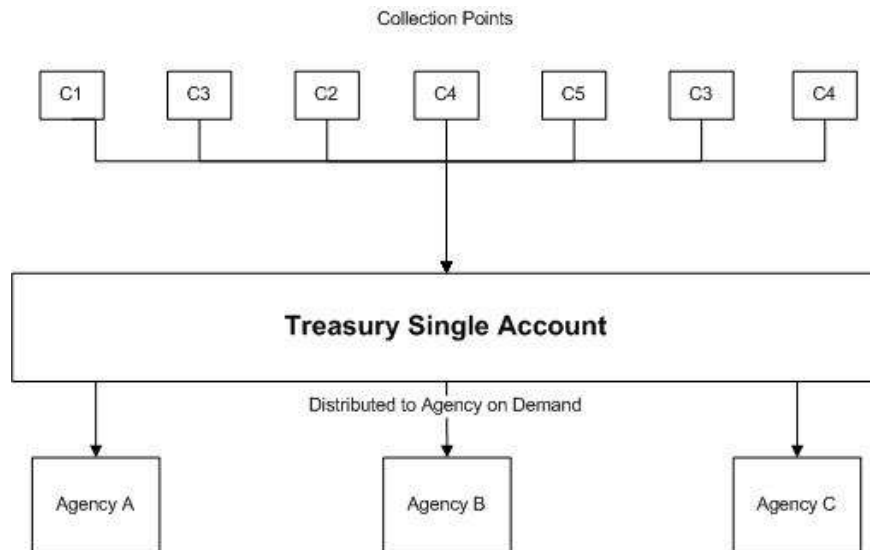 Collection Points
C1
C3
C2
C4
C5
C3
C4
Treasury Single Account
Distributed to Agency on Demand
Agency A
Agency B
Agency C